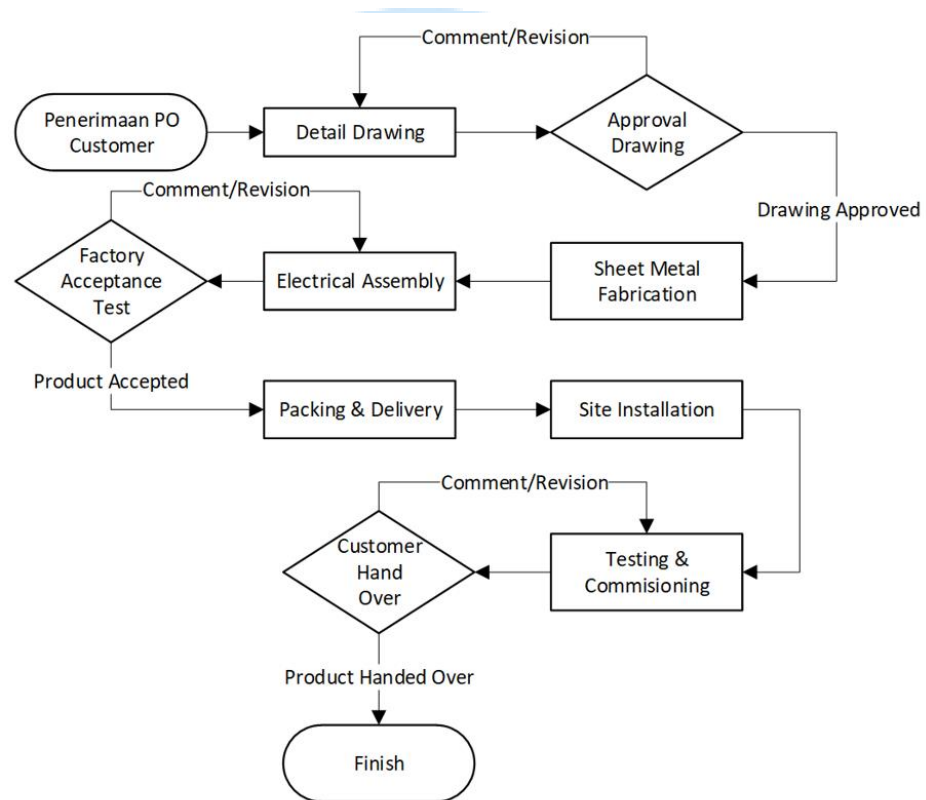 Comment/Revision
Penerimaan PO
Customer
Detail Drawing
Approval
Drawing
Drawing Approved
Comment/Revision
Factory
Acceptance
Test
Electrical Assembly
Sheet Metal
Fabrication
Product Accepted
Packing & Delivery
Site Installation
Comment/Revision
Customer
Hand
Over
Testing &
Commisioning
Product Handed Over
Finish